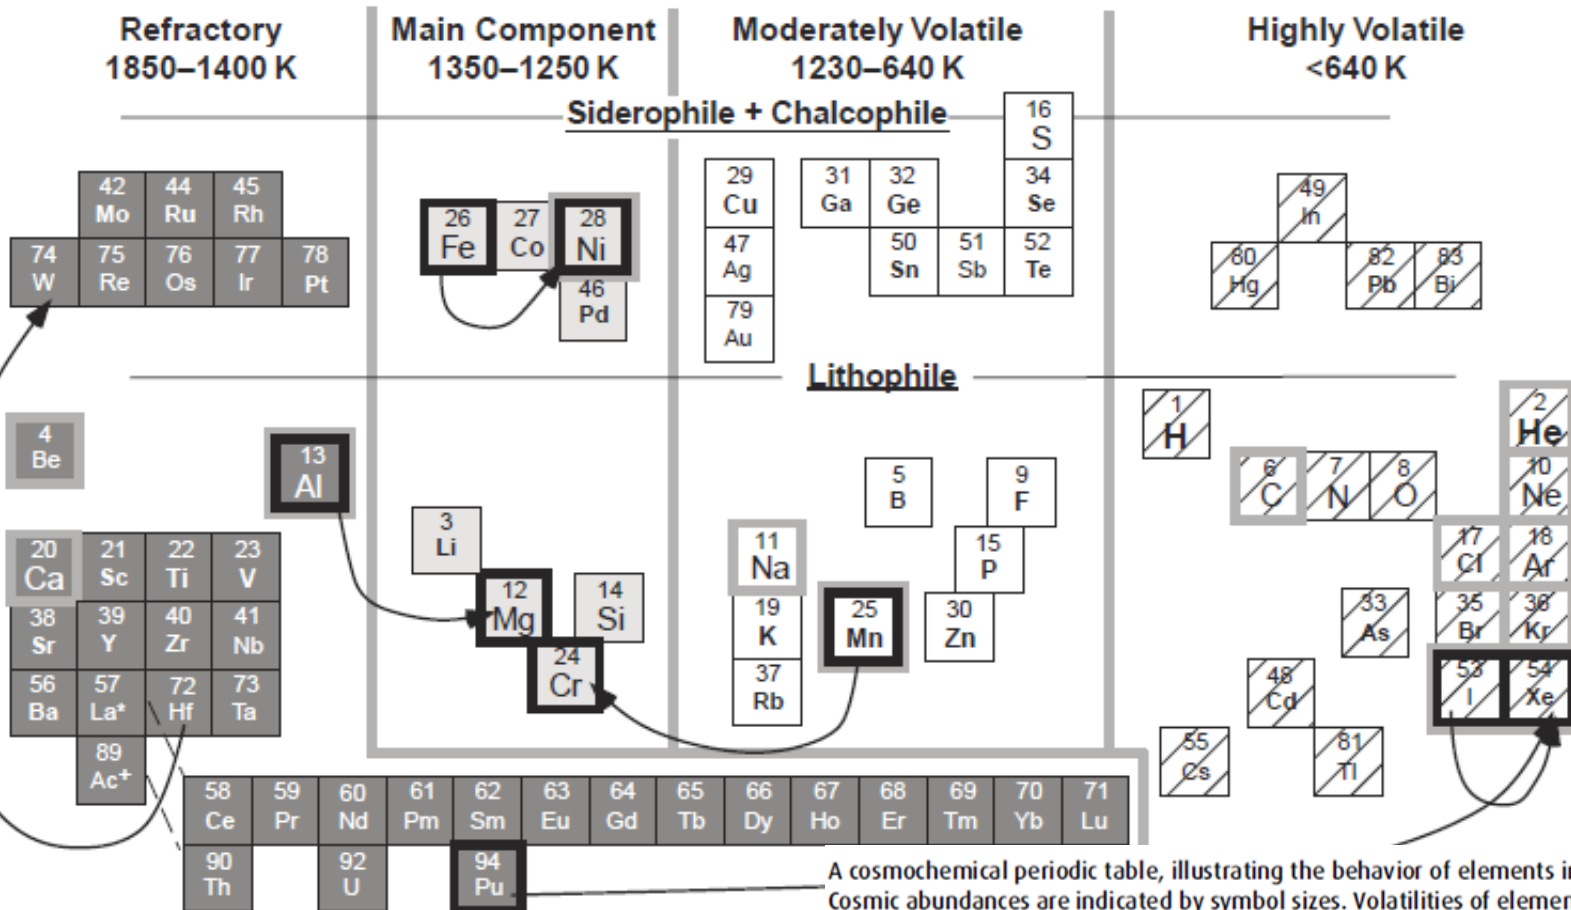 Refractory
1850–1400 K
Main Component
1350–1250 K
Moderately Volatile
1230–640 K
Highly Volatile
<640 K
Siderophile + Chalcophile
16
S
42 44 45
Mo Ru Rh
74 75 76 77 78
W Re Os Ir Pt
26 27 28
Fe Co Ni
46
Pd
29 31 32 34
Cu Ga Ge Se
47 50 51 52
Ag Sn Sb Te
79
Au
49
In
80 82 83
Hg Pb Bi
Lithophile
4
Be
13
Al
20 21 22 23
Ca Sc Ti V
38 39 40 41
Sr Y Zr Nb
56 57 72 73
Ba La* Hf Ta
89
Ac+
3
Li
12 14
Mg Si
24
Cr
5 9
B F
11 15
Na P
19 25 30
K Mn Zn
37
Rb
1 2
H He
6 7 8 10
C N O Ne
17 18
Cl Ar
33 35 36
As Br Kr
48 53 54
Cd I Xe
55 81
Cs Tl
58 59 60 61 62 63 64 65 66 67 68 69 70 71
Ce Pr Nd Pm Sm Eu Gd Tb Dy Ho Er Tm Yb Lu
90 92 94
Th U Pu
A cosmochemical periodic table, illustrating the behavior of elements in
Cosmic abundances are indicated by symbol sizes. Volatilities of elemen